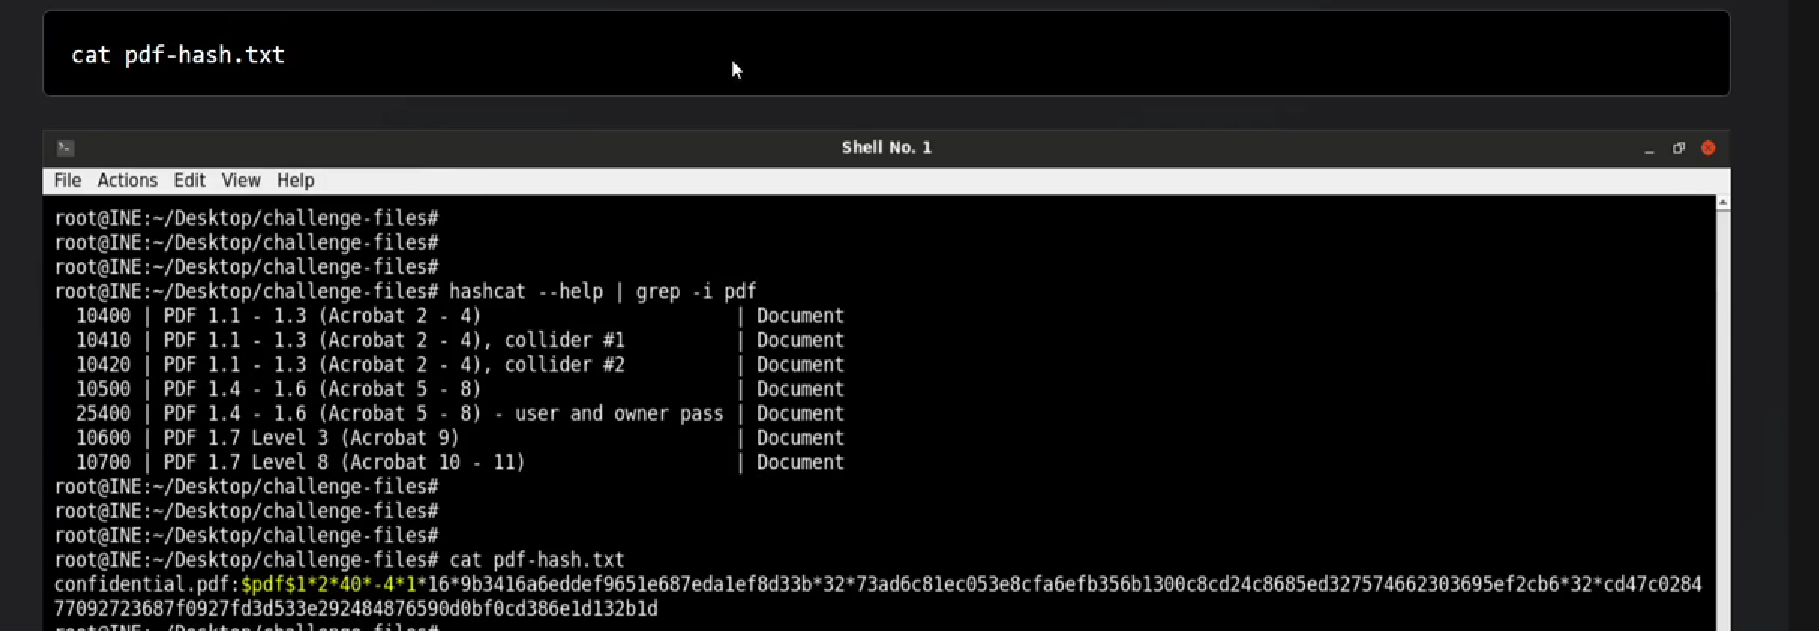 cat pdf-hash.txt
Shell No. 1
File Actions Edit View Help
root@INE:~/Desktop/challenge-files#
root@INE:~/Desktop/challenge-files#
root@INE:~/Desktop/challenge-files#
root@INE:~/Desktop/challenge-files# hashcat --help | grep -i pdf
10400 | PDF 1.1 - 1.3 (Acrobat 2 - 4) | Document
10410 | PDF 1.1 - 1.3 (Acrobat 2 - 4), collider #1 | Document
10420 | PDF 1.1 - 1.3 (Acrobat 2 - 4), collider #2 | Document
10500 | PDF 1.4 - 1.6 (Acrobat 5 - 8) | Document
25400 | PDF 1.4 - 1.6 (Acrobat 5 - 8) - user and owner pass | Document
10600 | PDF 1.7 Level 3 (Acrobat 9) | Document
10700 | PDF 1.7 Level 8 (Acrobat 10 - 11) | Document
root@INE:~/Desktop/challenge-files#
root@INE:~/Desktop/challenge-files#
root@INE:~/Desktop/challenge-files#
root@INE:~/Desktop/challenge-files# cat pdf-hash.txt
confidential.pdf:$pdf$1*2*40*-4*1*16*9b3416a6eddef9651e687eda1ef8d33b*32*73ad6c81ec053e8cfa6efb356b1300c8cd24c8685ed327574662303695ef2cb6*32*cd47c0284
77092723687f0927fd3d533e292484876590d0bf0cd386e1d132b1d
root@INE:~/Desktop/challenge-files#